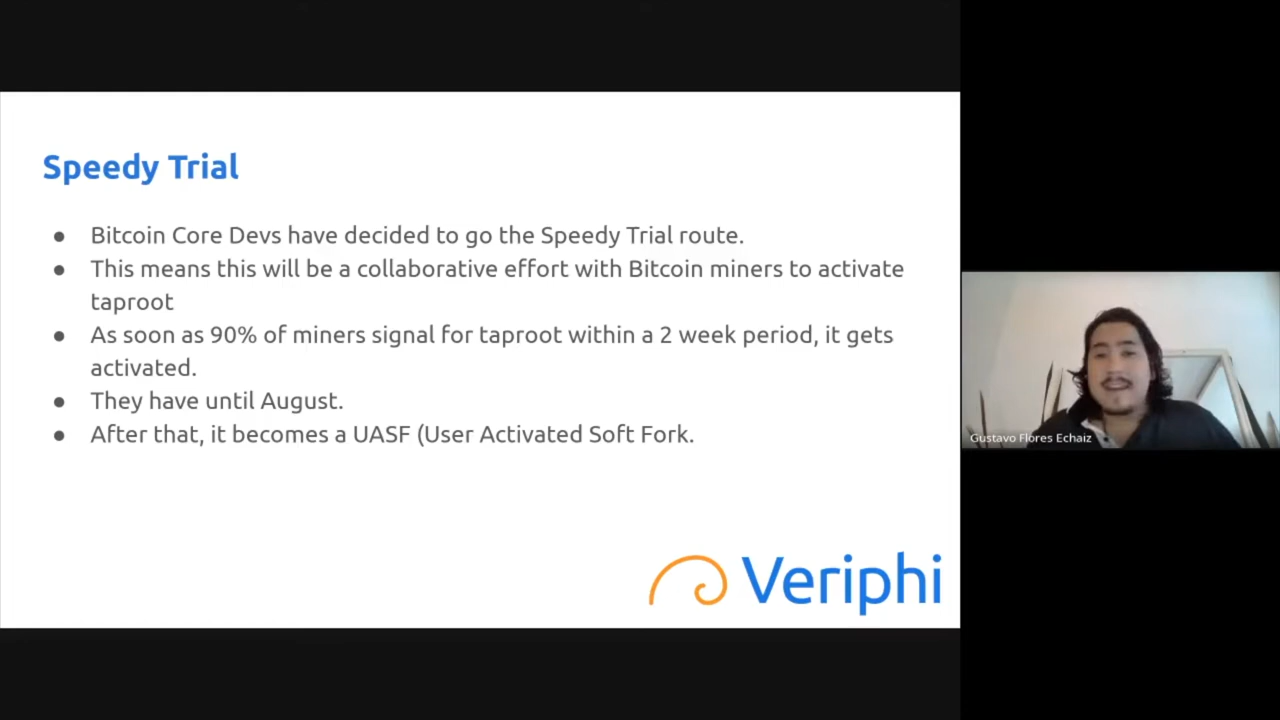 Speedy Trial
● Bitcoin Core Devs have decided to go the Speedy Trial route.
● This means this will be a collaborative effort with Bitcoin miners to activate
taproot
● As soon as 90% of miners signal for taproot within a 2 week period, it gets
activated.
● They have until August.
● After that, it becomes a UASF (User Activated Soft Fork.
Veriphi
Gustavo Flores Echaiz